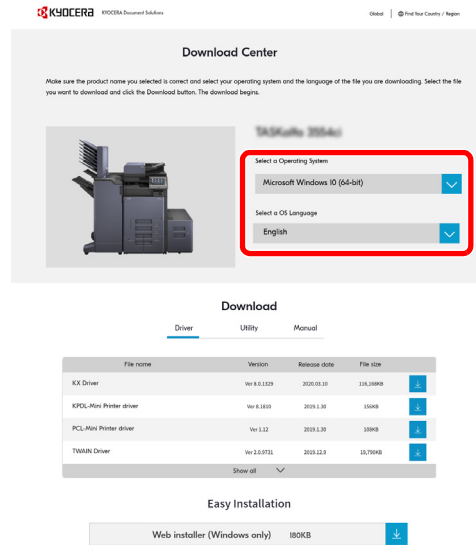 KYOCERA KYOCERA Document Solutions Global Find Your Country / Region
Download Center
Make sure the product name you selected is correct and select your operating system and the language of the file you are downloading. Select the file
you want to download and click the Download button. The download begins.
Select a Operating System
Microsoft Windows 10 (64-bit)
Select a OS Language
English
Download
Driver Utility Manual
File name Version Release date File size
KX Driver Ver 8.0.1329 2020.03.10 116,168KB
KPDL-Mini Printer driver Ver 8.1810 2019.1.30 156KB
PCL-Mini Printer driver Ver 1.12 2019.1.30 108KB
TWAIN Driver Ver 2.0.9731 2019.12.9 19,790KB
Show all
Easy Installation
Web installer (Windows only) 180KB